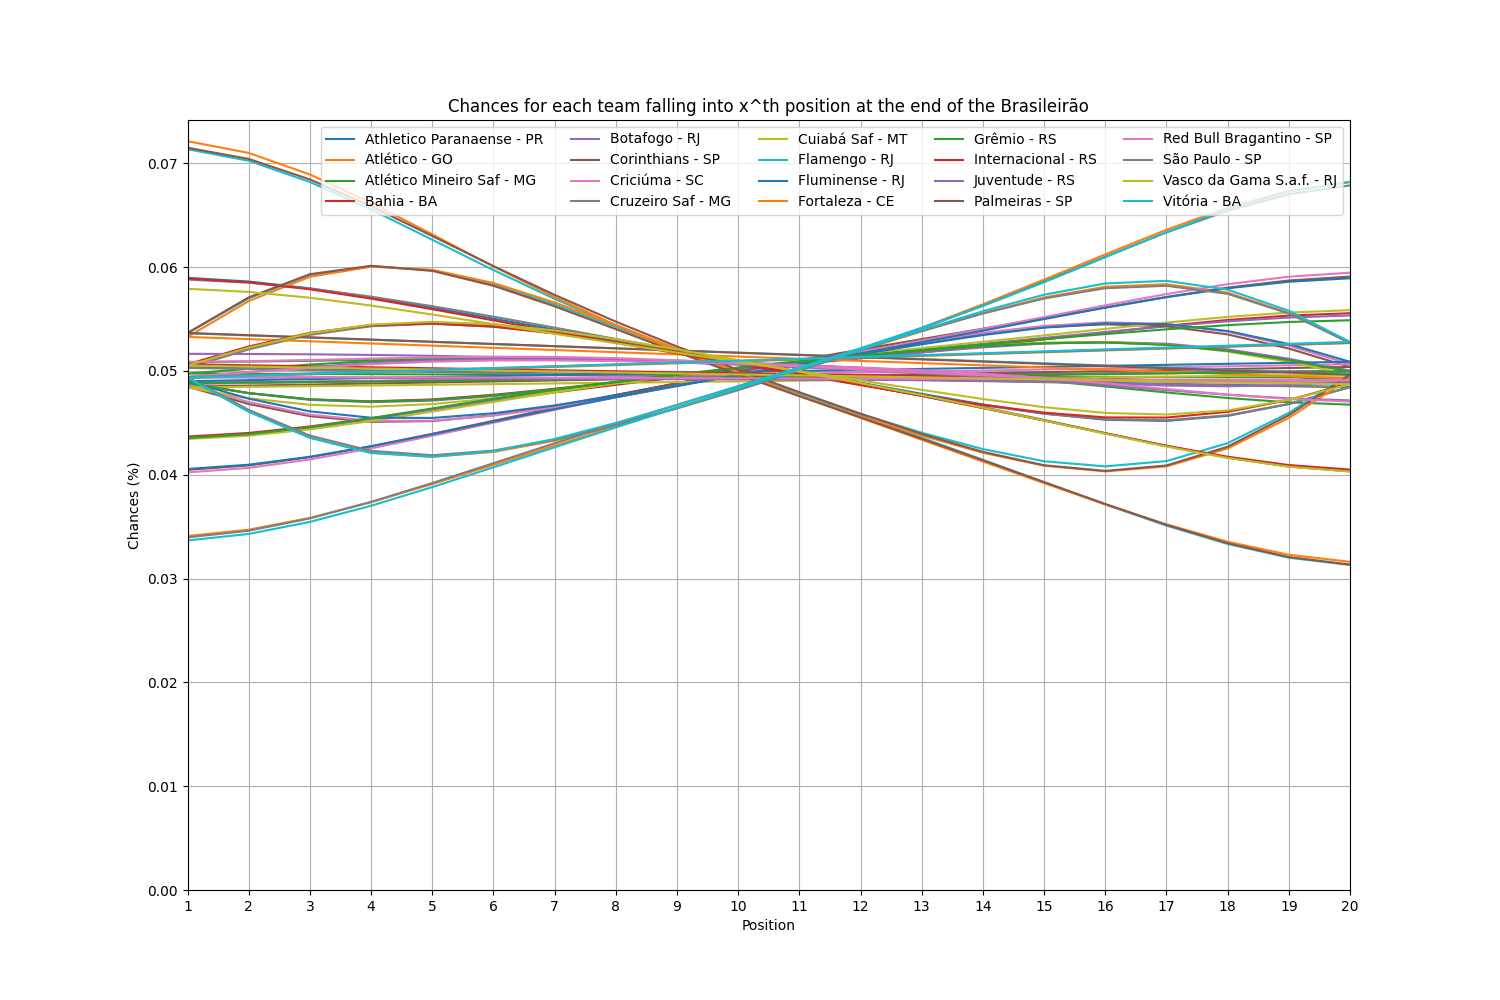 Chances for each team falling into x^th position at the end of the Brasileirão
Athletico Paranaense - PR
Atlético - GO
Atlético Mineiro Saf - MG
Bahia - BA
Botafogo - RJ
Corinthians - SP
Criciúma - SC
Cruzeiro Saf - MG
Cuiabá Saf - MT
Flamengo - RJ
Fluminense - RJ
Fortaleza - CE
Grêmio - RS
Internacional - RS
Juventude - RS
Palmeiras - SP
Red Bull Bragantino - SP
São Paulo - SP
Vasco da Gama S.a.f. - RJ
Vitória - BA
Chances (%)
0.07
0.06
0.05
0.04
0.03
0.02
0.01
0.00
1 2 3 4 5 6 7 8 9 10 11 12 13 14 15 16 17 18 19 20
Position